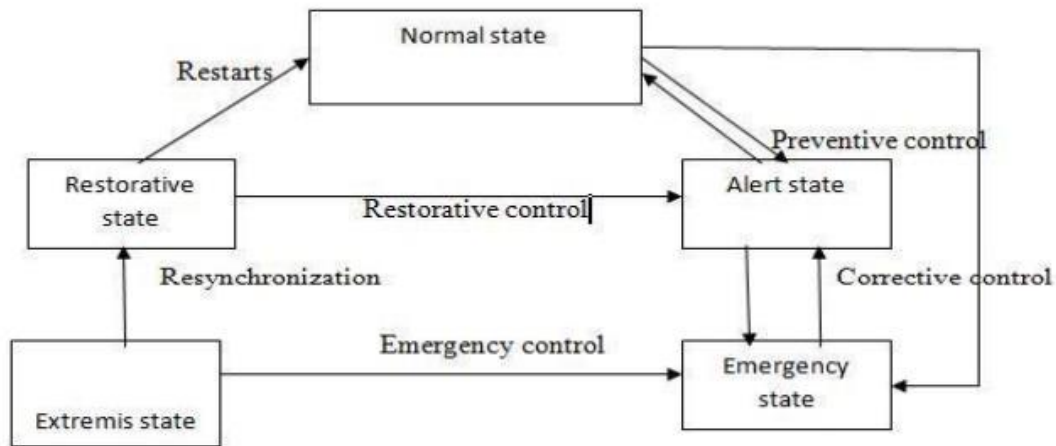 Normal state
Restarts
Preventive control
Restorative
state
Alert state
Restorative control
Resynchronization
Corrective control
Emergency control
Emergency
state
Extremis state